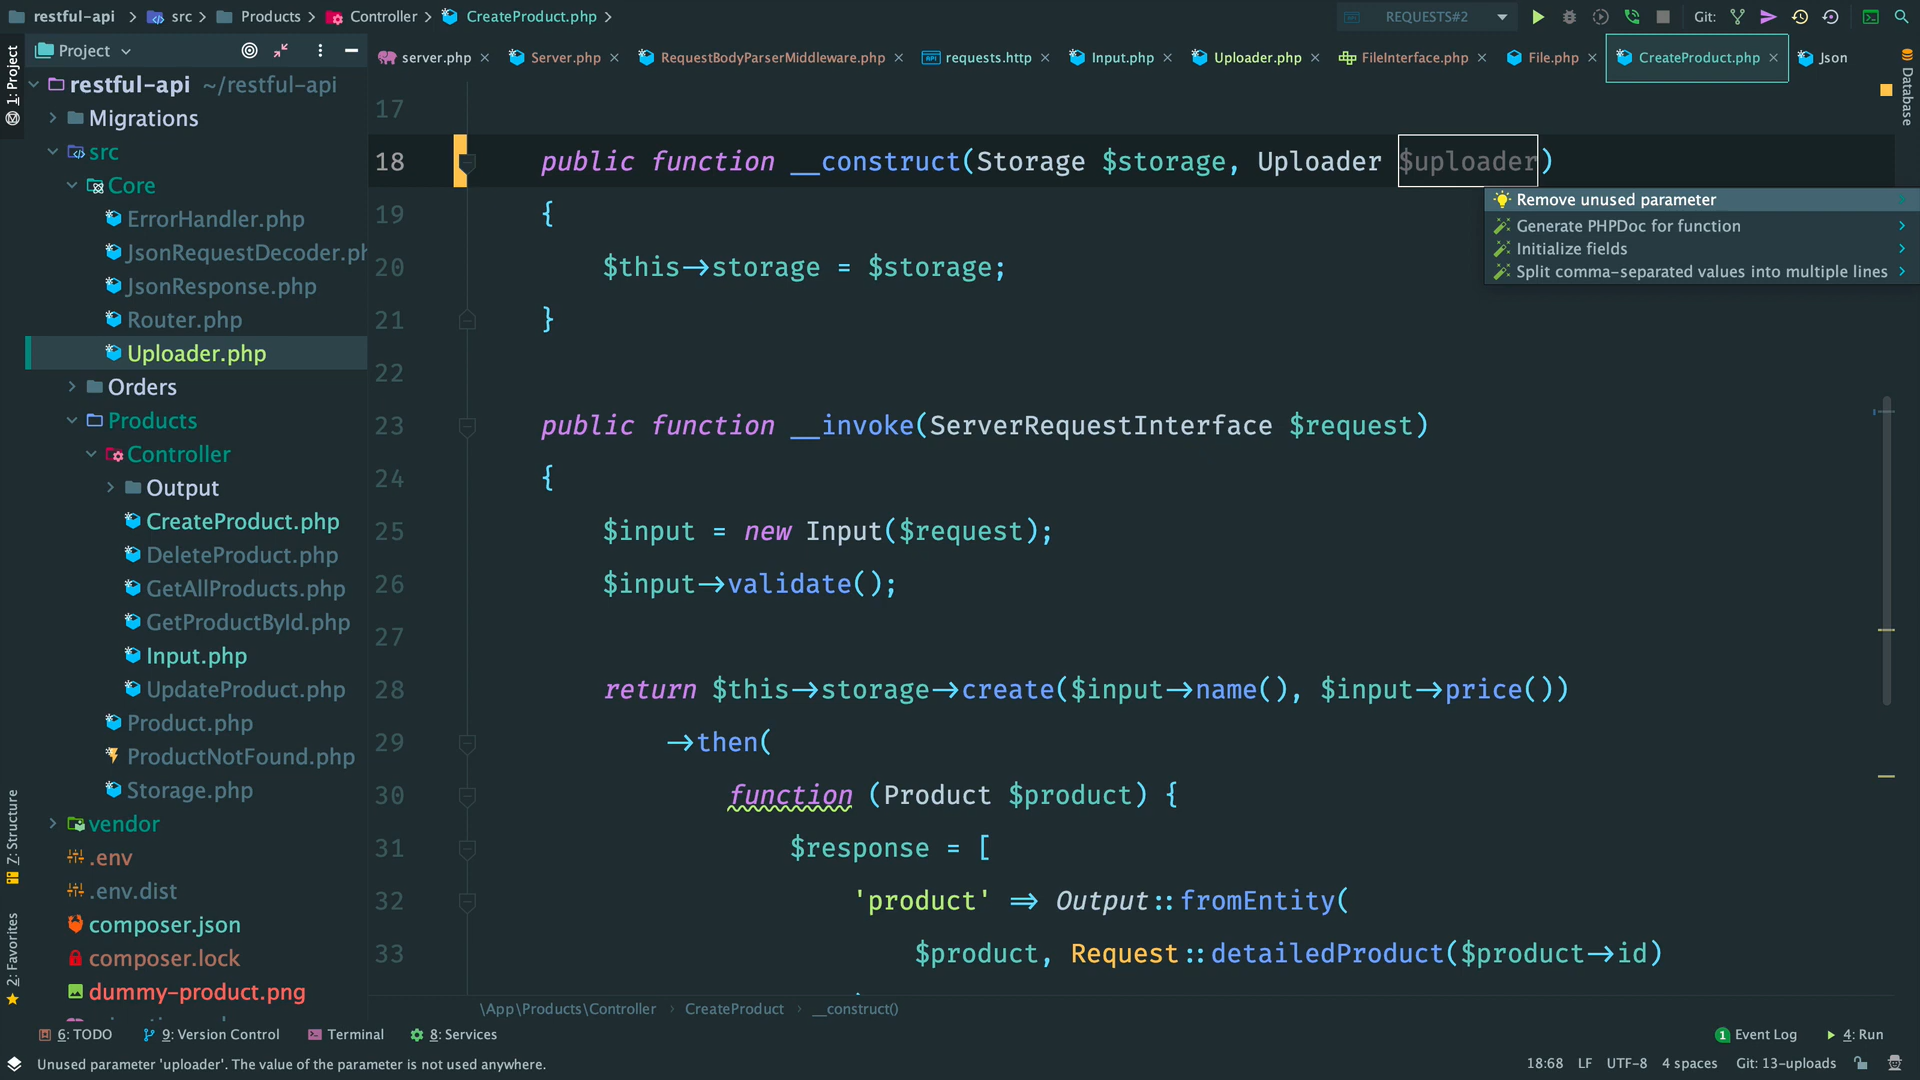 restful-api
src
Products
Controller
CreateProduct.php
REQUESTS#2
Git:
Project
server.php
Server.php
RequestBodyParserMiddleware.php
requests.http
Input.php
Uploader.php
FileInterface.php
File.php
CreateProduct.php
Json
1: Project
Database
restful-api ~/restful-api
Migrations
src
Core
ErrorHandler.php
JsonRequestDecoder.ph
JsonResponse.php
Router.php
Uploader.php
Orders
Products
Controller
Output
CreateProduct.php
DeleteProduct.php
GetAllProducts.php
GetProductById.php
Input.php
UpdateProduct.php
Product.php
ProductNotFound.php
Storage.php
vendor
.env
.env.dist
composer.json
composer.lock
dummy-product.png
Z: Structure
2: Favorites
17
18 public function __construct(Storage $storage, Uploader $uploader)
19 {
20 $this→storage = $storage;
21 }
22
23 public function __invoke(ServerRequestInterface $request)
24 {
25 $input = new Input($request);
26 $input→validate();
27
28 return $this→storage→create($input→name(), $input→price())
29 →then(
30 function (Product $product) {
31 $response = [
32 'product' ⇒ Output::fromEntity(
33 $product, Request::detailedProduct($product→id)
Remove unused parameter
Generate PHPDoc for function
Initialize fields
Split comma-separated values into multiple lines
\App\Products\Controller
CreateProduct
__construct()
6: TODO
9: Version Control
Terminal
8: Services
1 Event Log
4: Run
Unused parameter 'uploader'. The value of the parameter is not used anywhere.
18:68 LF UTF-8 4 spaces Git: 13-uploads